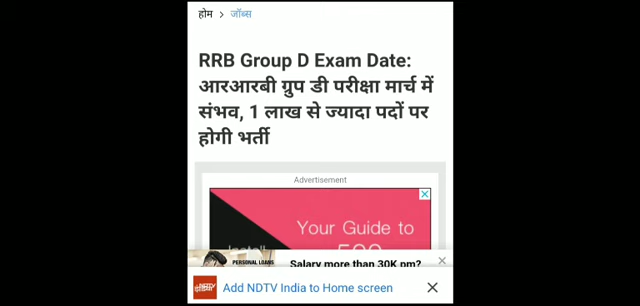 होम > जॉब्स
RRB Group D Exam Date:
आरआरबी ग्रुप डी परीक्षा मार्च में
संभव, 1 लाख से ज्यादा पदों पर
होगी भर्ती
Advertisement
Your Guide to
PERSONAL LOANS
Salary more than 30K pm?
NDTV
Add NDTV India to Home screen